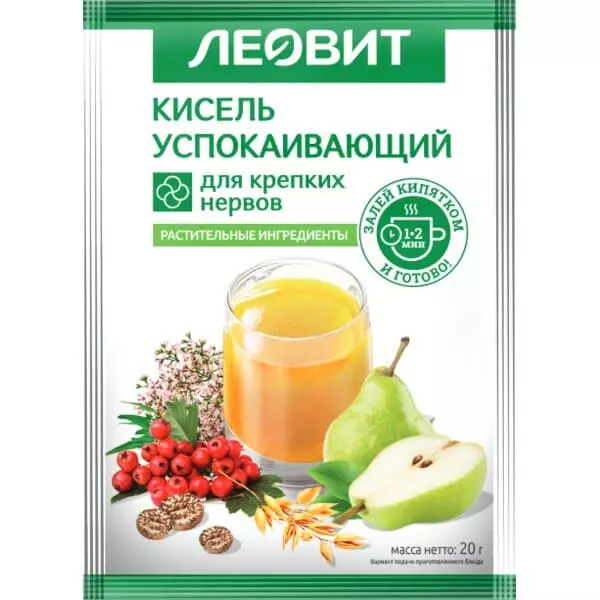 ЛЕОВИТ
КИСЕЛЬ
УСПОКАИВАЮЩИЙ
для крепких
нервов
РАСТИТЕЛЬНЫЕ ИНГРЕДИЕНТЫ
ЗАЛЕЙ КИПЯТКОМ
1-2
МИН
И ГОТОВО!
масса нетто: 20 г
Вариант подачи приготовленного блюда